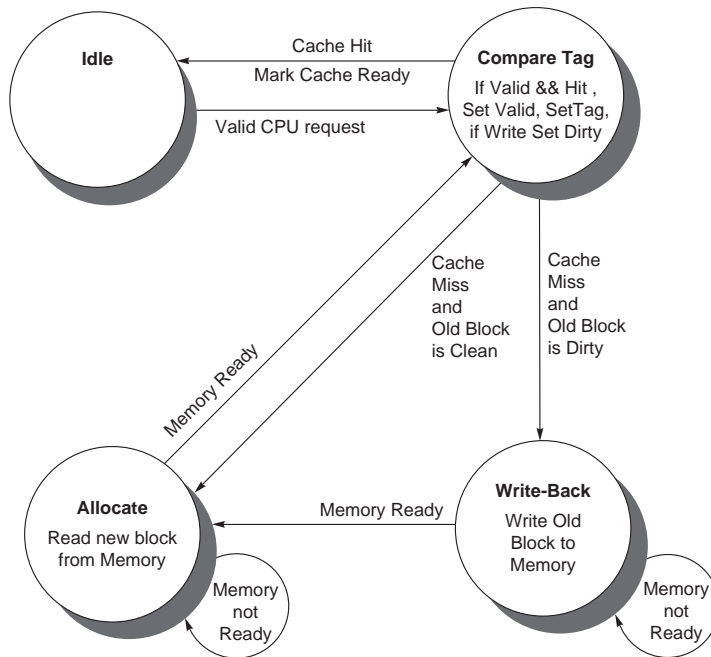 Idle
Cache Hit
Mark Cache Ready
Valid CPU request
Compare Tag
If Valid && Hit ,
Set Valid, SetTag,
if Write Set Dirty
Cache
Miss
and
Old Block
is Clean
Cache
Miss
and
Old Block
is Dirty
Memory Ready
Allocate
Read new block
from Memory
Memory
not
Ready
Memory Ready
Write-Back
Write Old
Block to
Memory
Memory
not
Ready